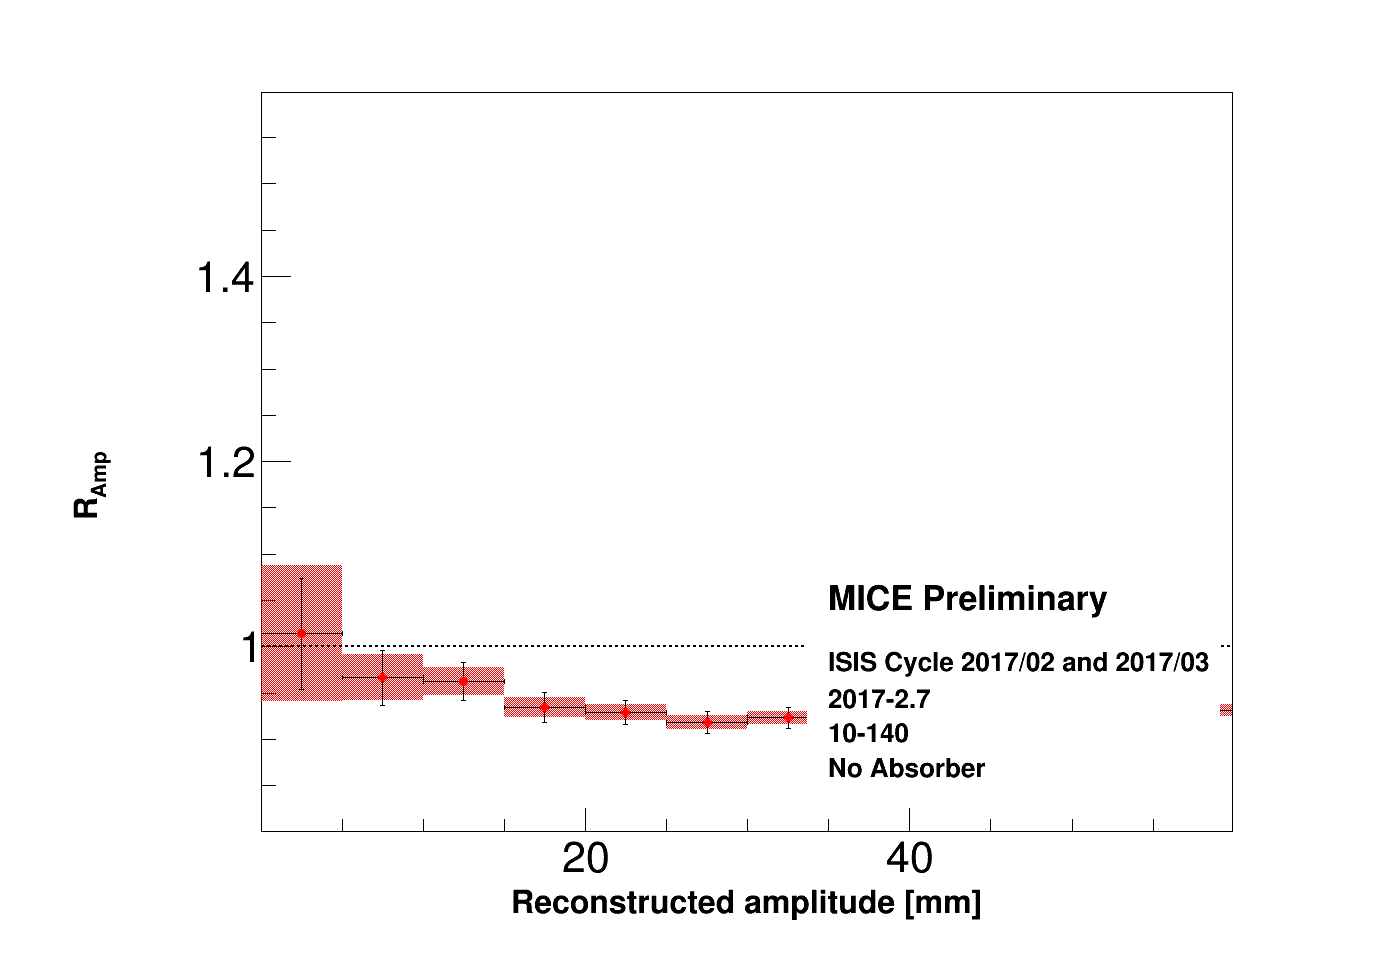 1.4
1.2
R_Amp
1
MICE Preliminary
ISIS Cycle 2017/02 and 2017/03
2017-2.7
10-140
No Absorber
20 40
Reconstructed amplitude [mm]